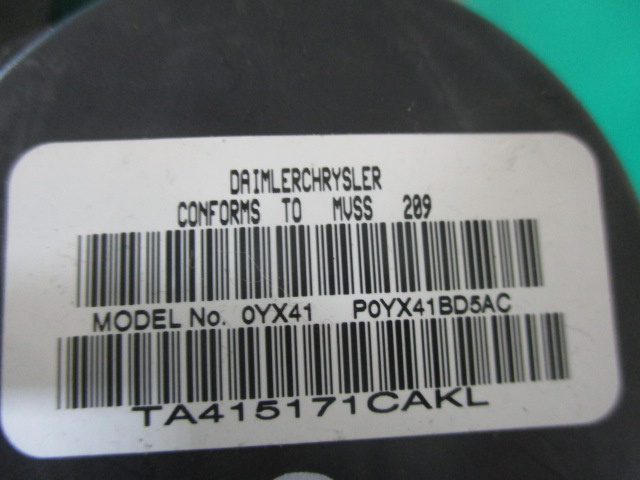 DAIMLERCHRYSLER
CONFORMS TO MVSS 209
MODEL No. 0YX41 P0YX41BD5AC
TA415171CAKL